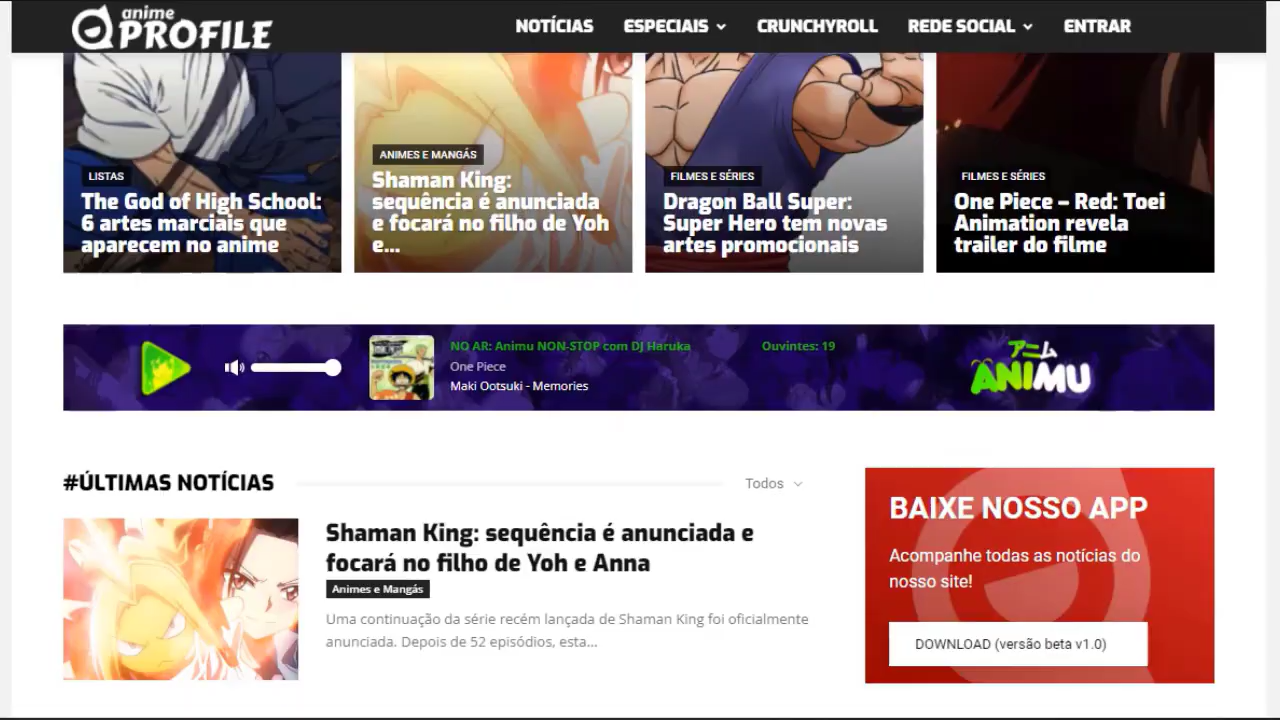 anime
PROFILE
NOTÍCIAS
ESPECIAIS
CRUNCHYROLL
REDE SOCIAL
ENTRAR
LISTAS
The God of High School:
6 artes marciais que
aparecem no anime
ANIMES E MANGÁS
Shaman King:
sequência é anunciada
e focará no filho de Yoh
e...
FILMES E SÉRIES
Dragon Ball Super:
Super Hero tem novas
artes promocionais
FILMES E SÉRIES
One Piece – Red: Toei
Animation revela
trailer do filme
NO AR: Animu NON-STOP com DJ Haruka
Ouvintes: 19
One Piece
Maki Ootsuki - Memories
アニム
ANIMU
#ÚLTIMAS NOTÍCIAS
Todos
Shaman King: sequência é anunciada e
focará no filho de Yoh e Anna
Animes e Mangás
Uma continuação da série recém lançada de Shaman King foi oficialmente
anunciada. Depois de 52 episódios, esta...
BAIXE NOSSO APP
Acompanhe todas as notícias do
nosso site!
DOWNLOAD (versão beta v1.0)